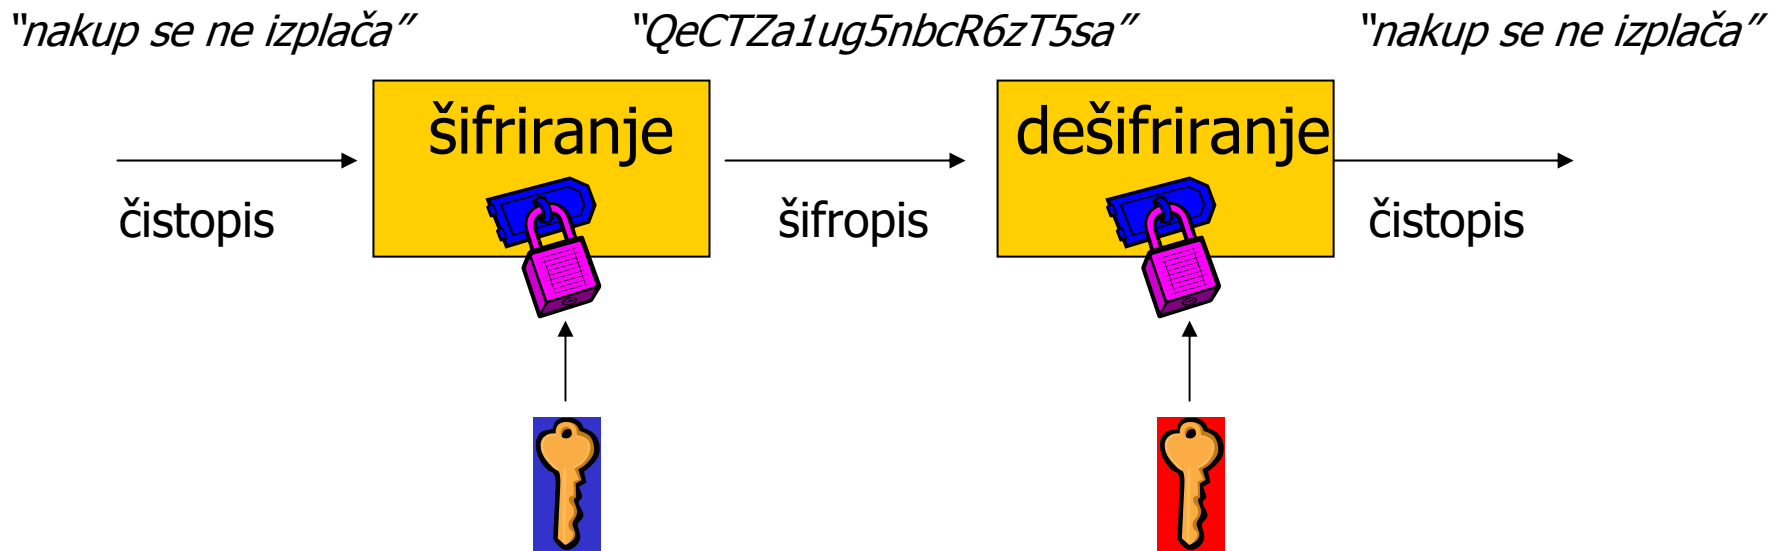 “nakup se ne izplača” “QeCTZa1ug5nbcR6zT5sa” “nakup se ne izplača”
šifriranje dešifriranje
čistopis šifropis čistopis